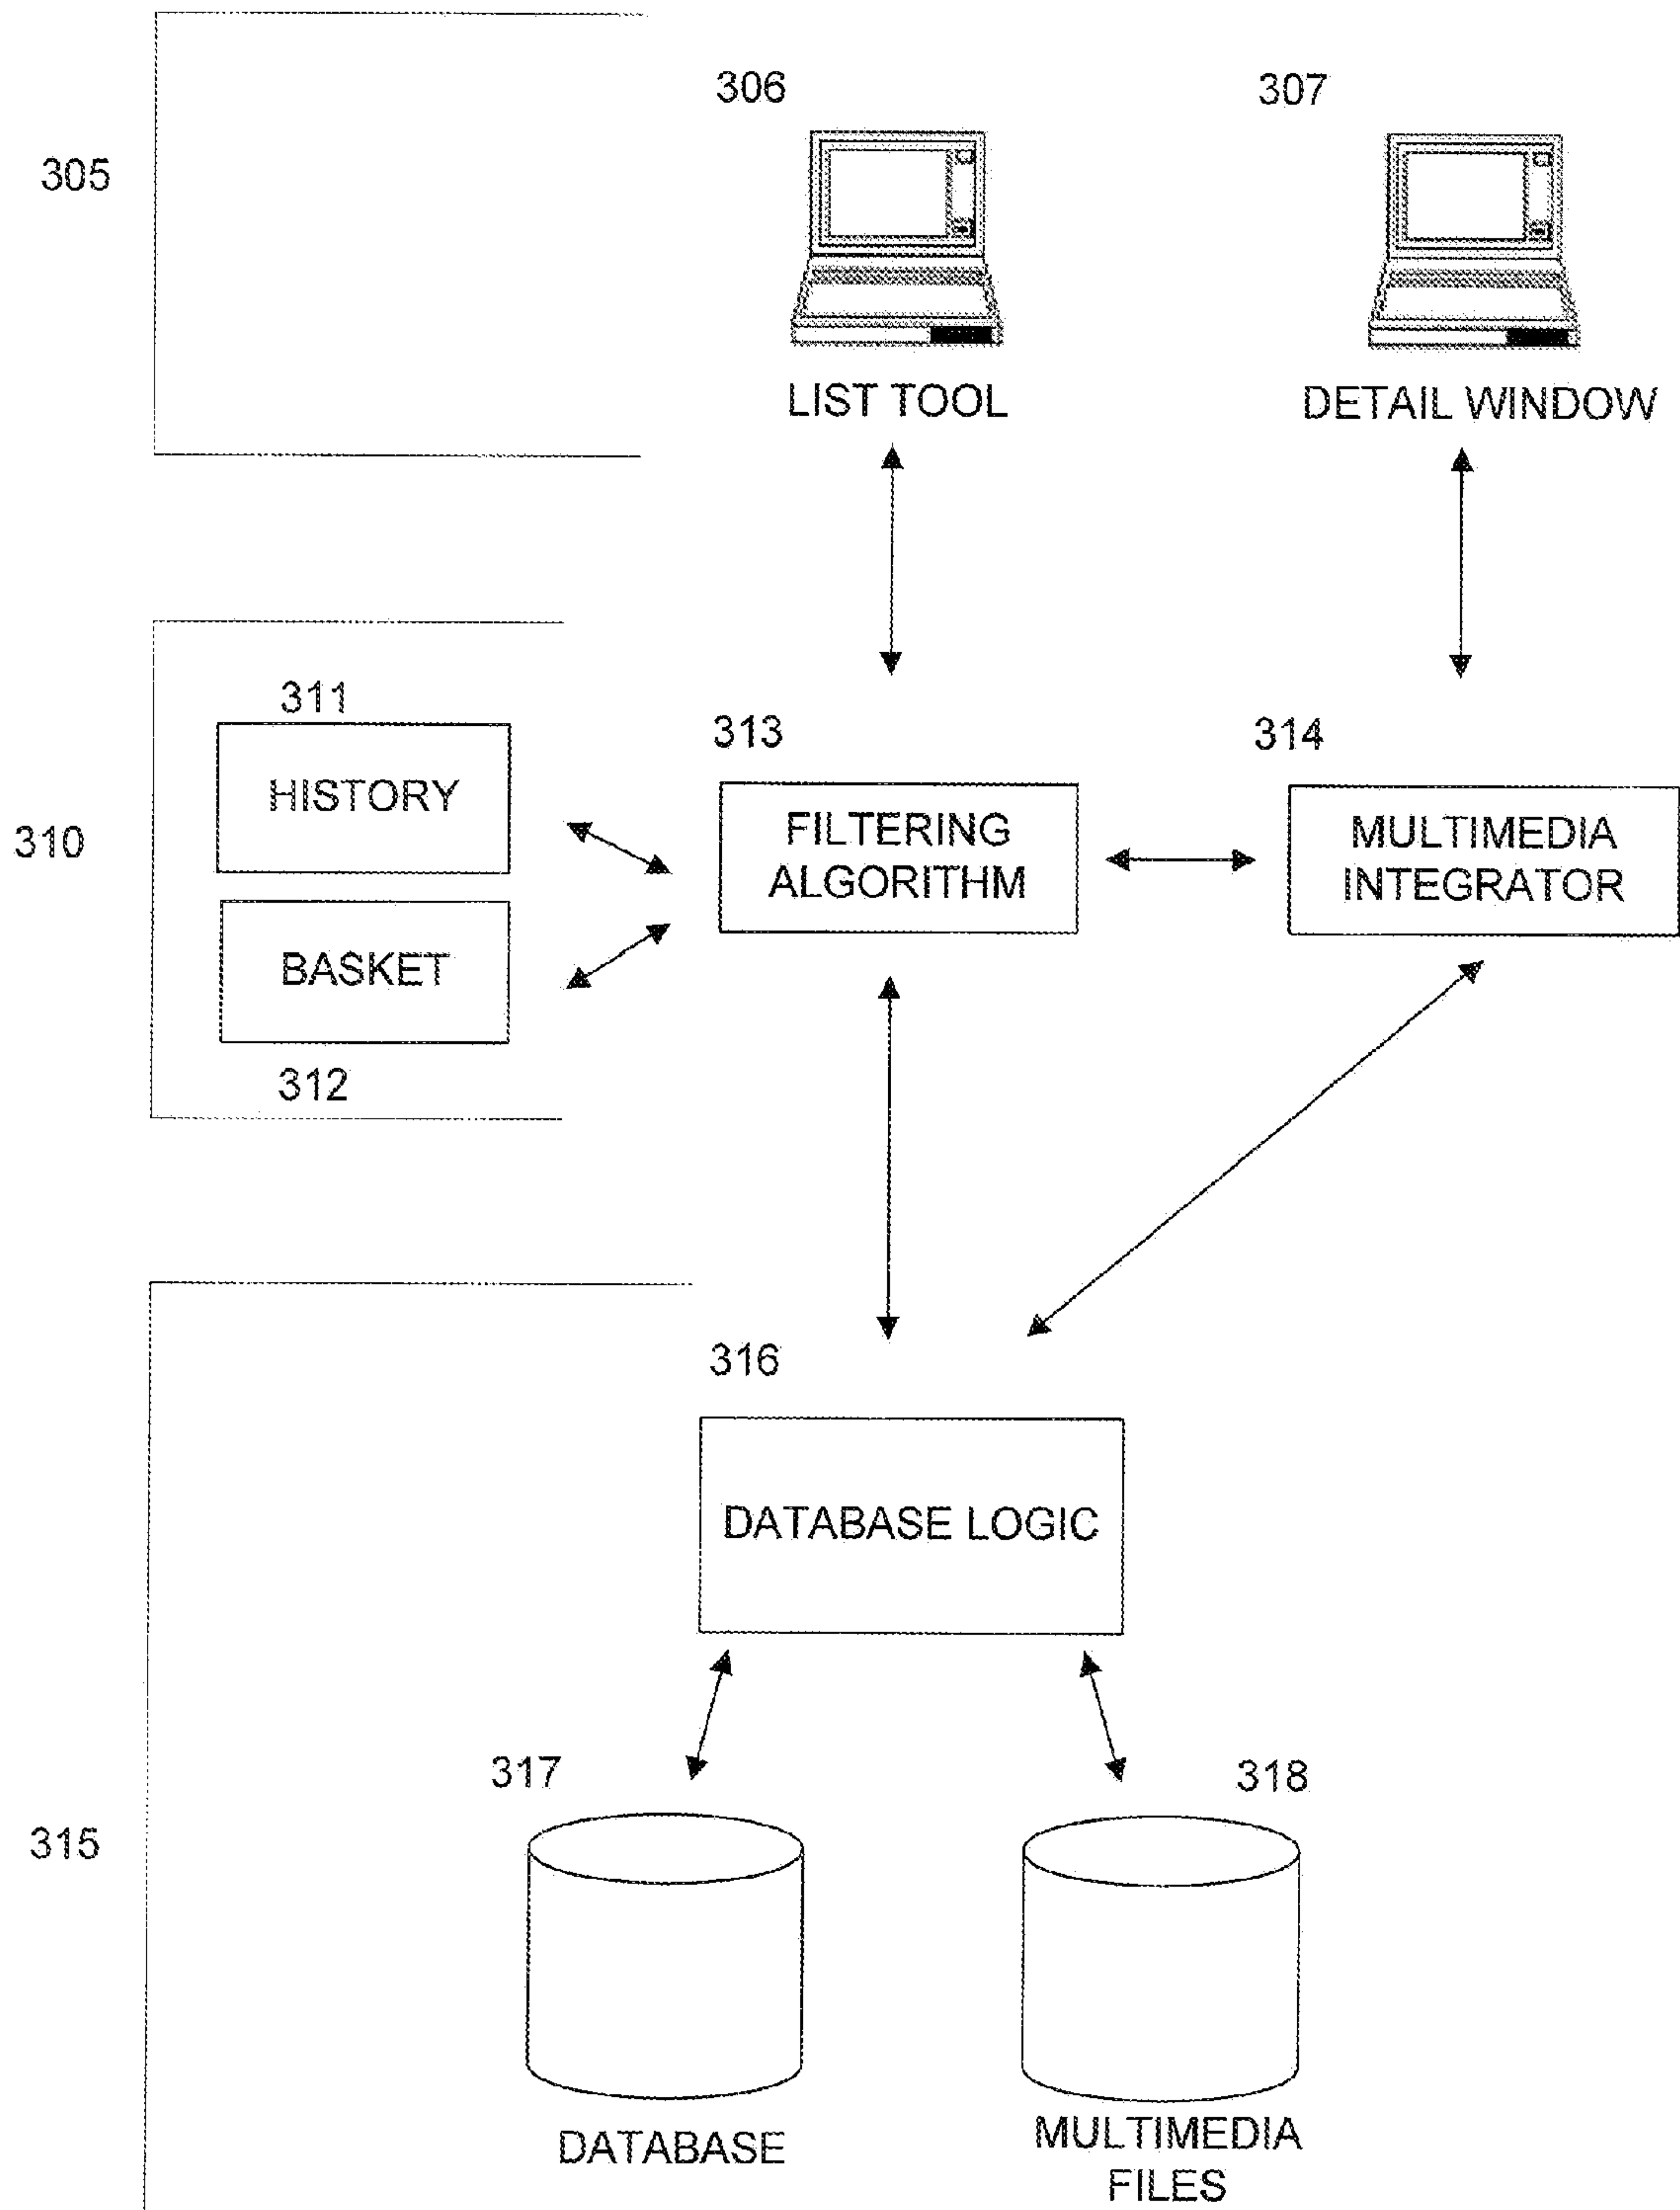 306
307
305
LIST TOOL
DETAIL WINDOW
311
313
314
HISTORY
FILTERING
ALGORITHM
MULTIMEDIA
INTEGRATOR
310
BASKET
312
316
DATABASE LOGIC
317
318
315
DATABASE
MULTIMEDIA
FILES